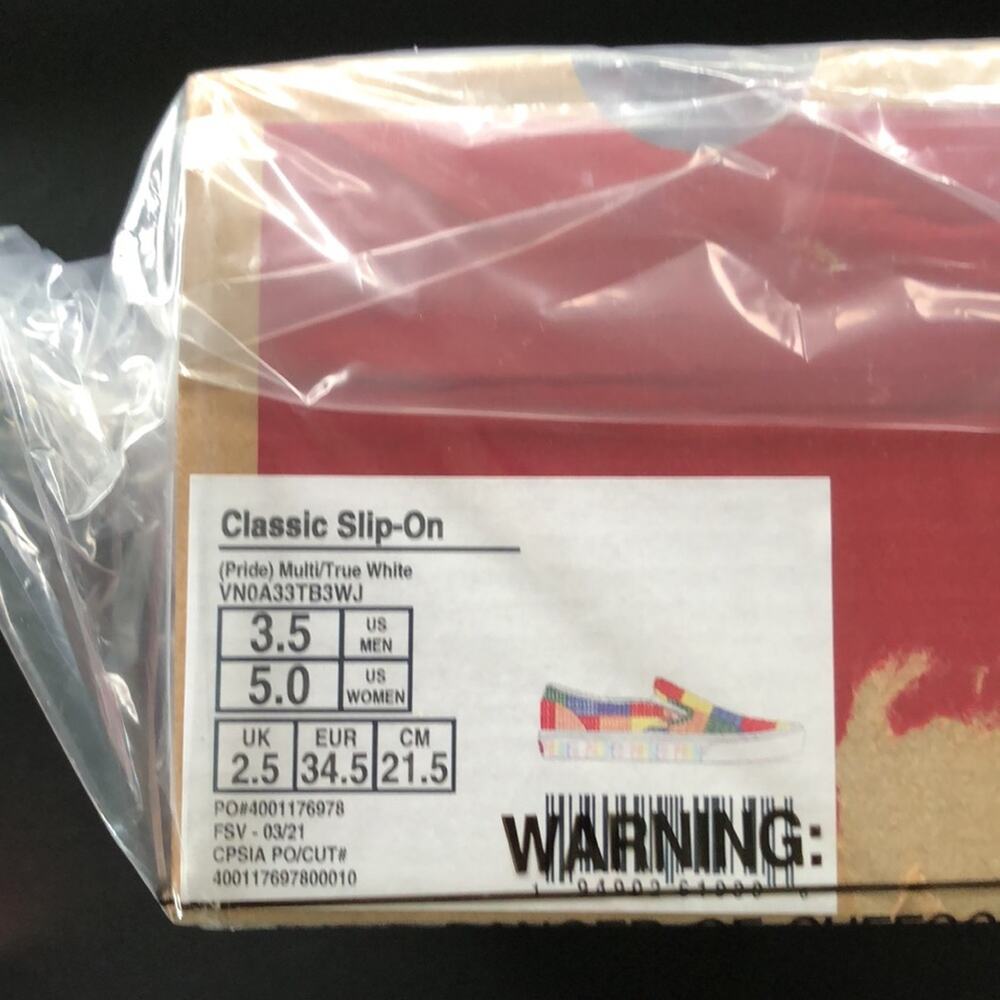 Classic Slip-On
(Pride) Multi/True White
VN0A33TB3WJ
3.5 US MEN
5.0 US WOMEN
UK EUR CM
2.5 34.5 21.5
PO#4001176978
FSV - 03/21
CPSIA PO/CUT#
400117697800010
WARNING: